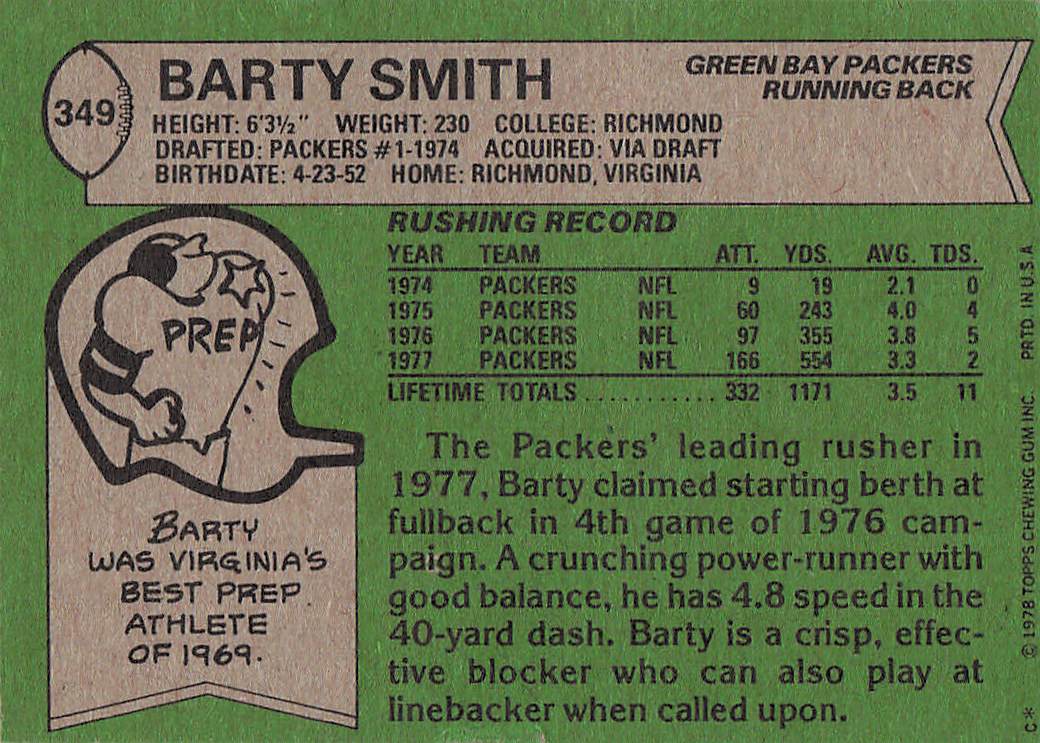 349
BARTY SMITH
GREEN BAY PACKERS
RUNNING BACK
HEIGHT: 6'3½" WEIGHT: 230 COLLEGE: RICHMOND
DRAFTED: PACKERS #1-1974 ACQUIRED: VIA DRAFT
BIRTHDATE: 4-23-52 HOME: RICHMOND, VIRGINIA
PREP
BARTY
WAS VIRGINIA'S
BEST PREP
ATHLETE
OF 1969.
RUSHING RECORD
YEAR TEAM ATT. YDS. AVG. TDS.
1974 PACKERS NFL 9 19 2.1 0
1975 PACKERS NFL 60 243 4.0 4
1976 PACKERS NFL 97 355 3.8 5
1977 PACKERS NFL 166 554 3.3 2
LIFETIME TOTALS ........... 332 1171 3.5 11
The Packers' leading rusher in
1977, Barty claimed starting berth at
fullback in 4th game of 1976 cam-
paign. A crunching power-runner with
good balance, he has 4.8 speed in the
40-yard dash. Barty is a crisp, effec-
tive blocker who can also play at
linebacker when called upon.
C* © 1978 TOPPS CHEWING GUM INC. PRTD. IN U.S.A